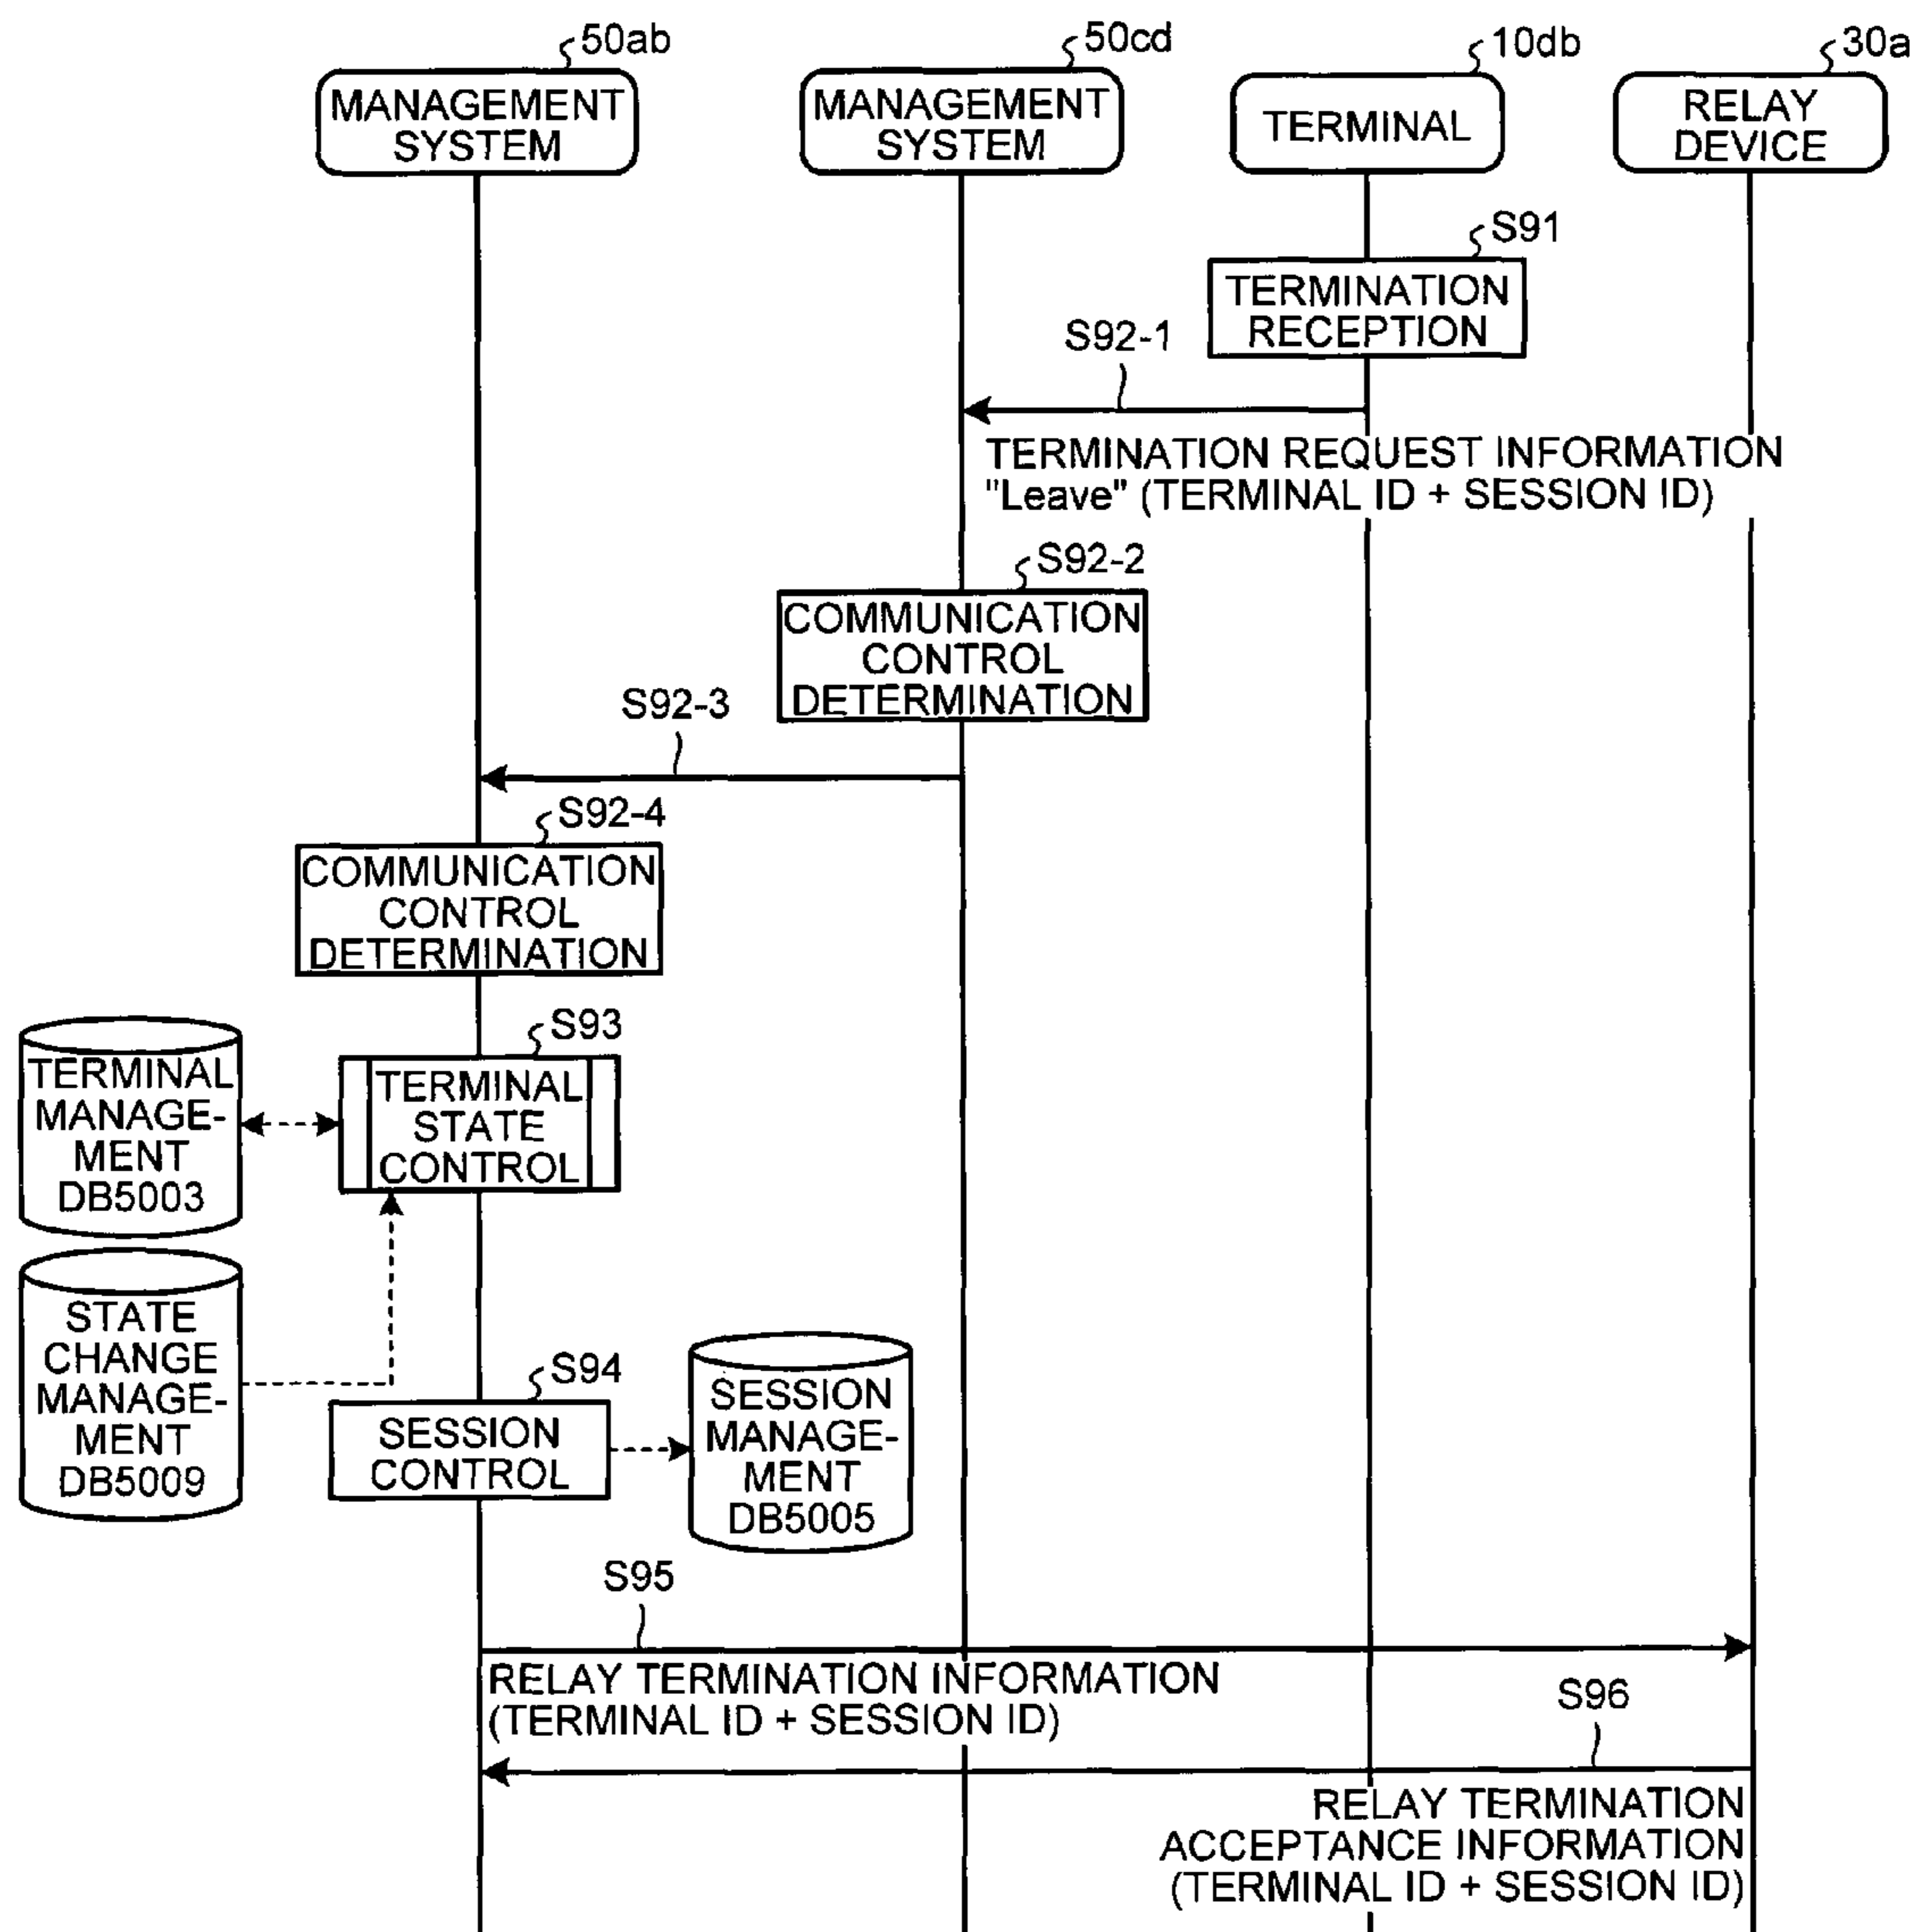 50ab
50cd
10db
30a
MANAGEMENT
SYSTEM
MANAGEMENT
SYSTEM
TERMINAL
RELAY
DEVICE
S91
TERMINATION
RECEPTION
S92-1
TERMINATION REQUEST INFORMATION
"Leave" (TERMINAL ID + SESSION ID)
S92-2
COMMUNICATION
CONTROL
DETERMINATION
S92-3
S92-4
COMMUNICATION
CONTROL
DETERMINATION
S93
TERMINAL
MANAGE-
MENT
DB5003
TERMINAL
STATE
CONTROL
STATE
CHANGE
MANAGE-
MENT
DB5009
S94
SESSION
CONTROL
SESSION
MANAGE-
MENT
DB5005
S95
RELAY TERMINATION INFORMATION
(TERMINAL ID + SESSION ID)
S96
RELAY TERMINATION
ACCEPTANCE INFORMATION
(TERMINAL ID + SESSION ID)